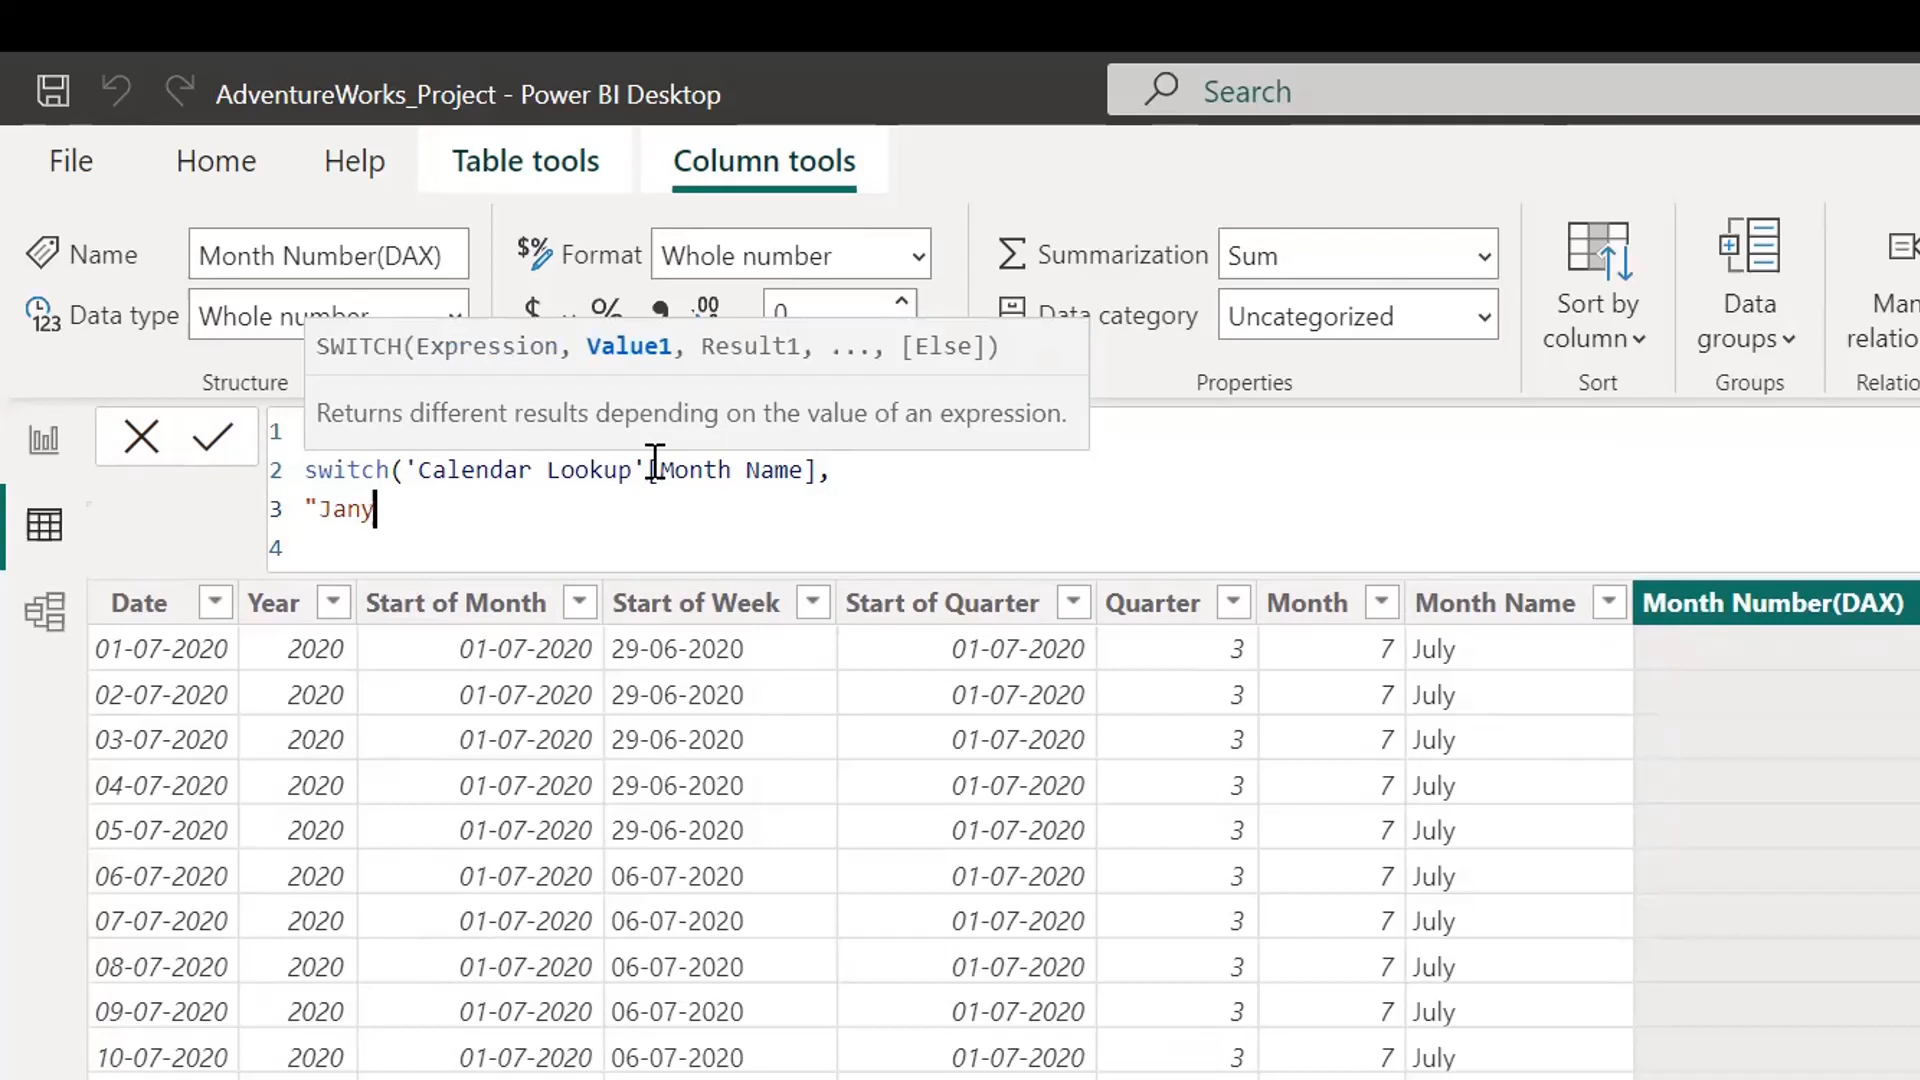 AdventureWorks_Project - Power BI Desktop
Search
File Home Help Table tools Column tools
Name Month Number(DAX) $% Format Whole number Summarization Sum Sort by column Data groups
123 Data type Whole number $ % .00 0 Data category Uncategorized
Structure Properties Sort Groups
SWITCH(Expression, Value1, Result1, ..., [Else])
Returns different results depending on the value of an expression.
1
2 switch('Calendar Lookup'[Month Name],
3 "Jany
4
Date Year Start of Month Start of Week Start of Quarter Quarter Month Month Name Month Number(DAX)
01-07-2020 2020 01-07-2020 29-06-2020 01-07-2020 3 7 July
02-07-2020 2020 01-07-2020 29-06-2020 01-07-2020 3 7 July
03-07-2020 2020 01-07-2020 29-06-2020 01-07-2020 3 7 July
04-07-2020 2020 01-07-2020 29-06-2020 01-07-2020 3 7 July
05-07-2020 2020 01-07-2020 29-06-2020 01-07-2020 3 7 July
06-07-2020 2020 01-07-2020 06-07-2020 01-07-2020 3 7 July
07-07-2020 2020 01-07-2020 06-07-2020 01-07-2020 3 7 July
08-07-2020 2020 01-07-2020 06-07-2020 01-07-2020 3 7 July
09-07-2020 2020 01-07-2020 06-07-2020 01-07-2020 3 7 July
10-07-2020 2020 01-07-2020 06-07-2020 01-07-2020 3 7 July